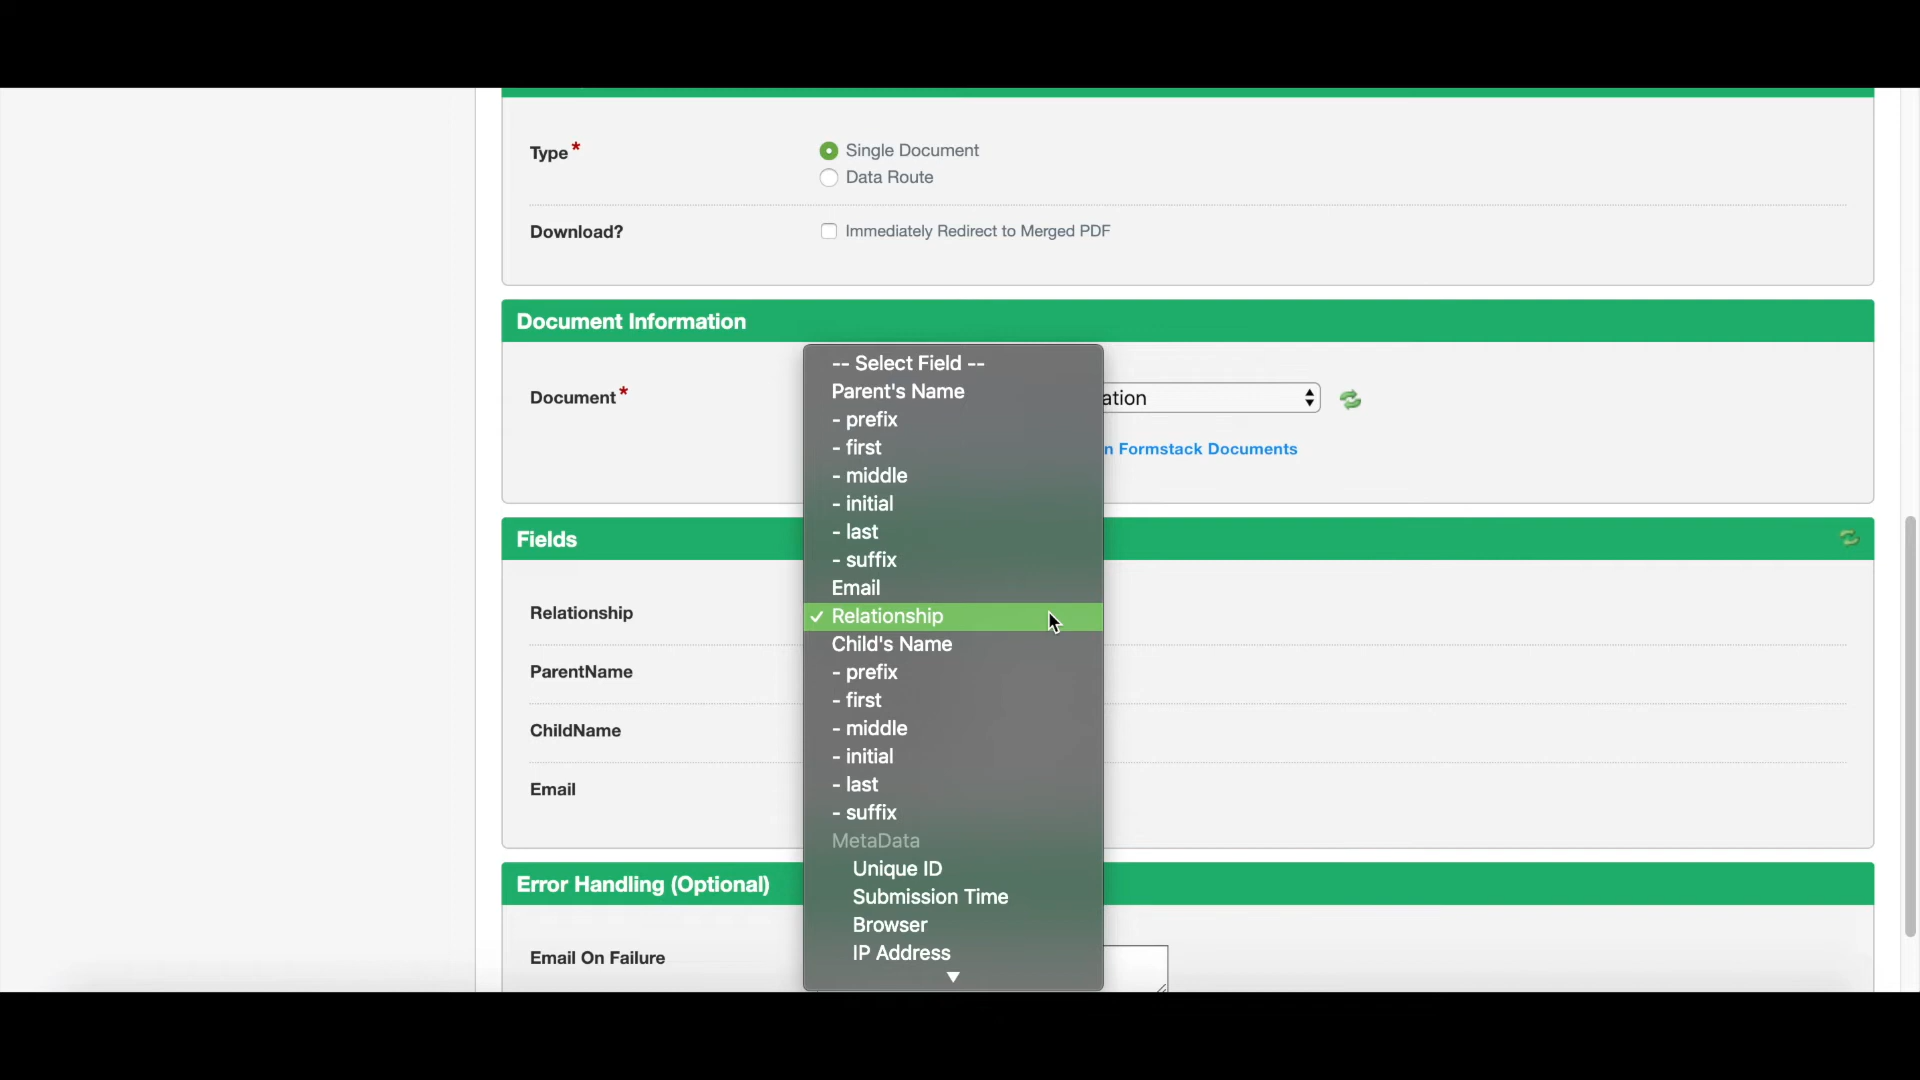 Type*
Single Document
Data Route
Download?
Immediately Redirect to Merged PDF
Document Information
Document*
ation
n Formstack Documents
-- Select Field --
Parent's Name
- prefix
- first
- middle
- initial
- last
- suffix
Email
✓ Relationship
Child's Name
- prefix
- first
- middle
- initial
- last
- suffix
MetaData
Unique ID
Submission Time
Browser
IP Address
Fields
Relationship
ParentName
ChildName
Email
Error Handling (Optional)
Email On Failure